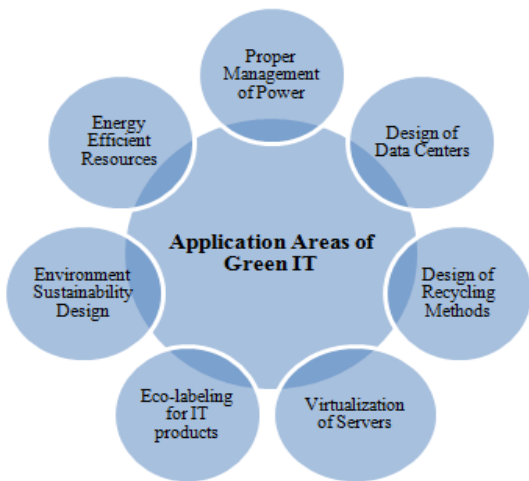 Proper
Management
of Power
Design of
Data Centers
Design of
Recycling
Methods
Virtualization
of Servers
Eco-labeling
for IT
products
Environment
Sustainability
Design
Energy
Efficient
Resources
Application Areas of
Green IT